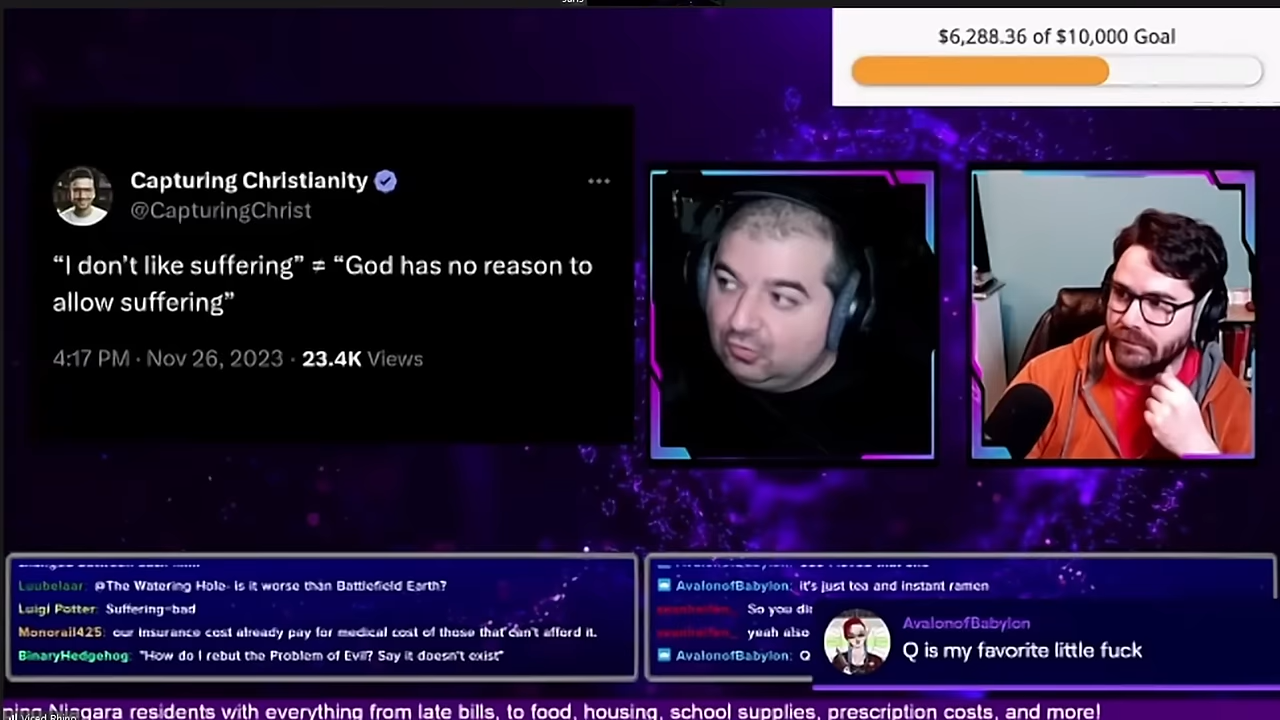 $6,288.36 of $10,000 Goal
Capturing Christianity
@CapturingChrist
“I don’t like suffering” ≠ “God has no reason to
allow suffering”
4:17 PM · Nov 26, 2023 · 23.4K Views
Luubelaar: @The Watering Hole- is it worse than Battlefield Earth?
Luigi Potter: Suffering=bad
Monorail425: our insurance cost already pay for medical cost of those that can't afford it.
BinaryHedgehog: "How do I rebut the Problem of Evil? Say it doesn't exist"
AvalonofBabylon: it's just tea and instant ramen
So you di
yeah also
AvalonofBabylon: Q
AvalonofBabylon
Q is my favorite little fuck
Niagara residents with everything from late bills, to food, housing, school supplies, prescription costs, and more!
Viced Rhino